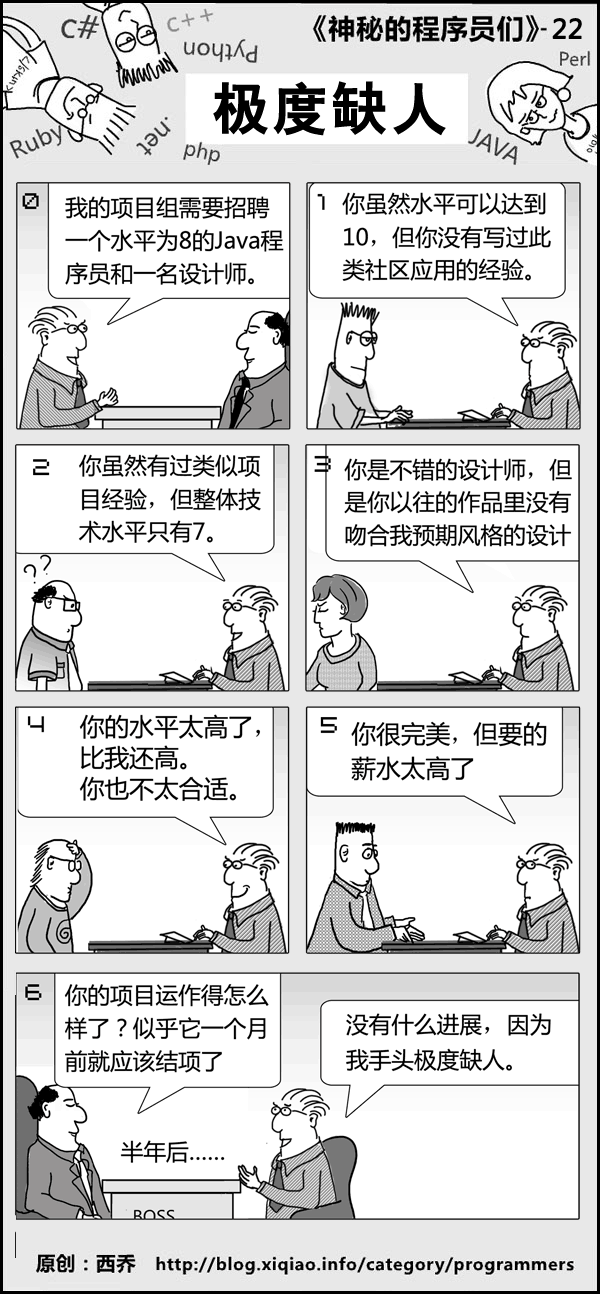 《神秘的程序员们》- 22
C#
C++
Python
Perl
Ruby
.net
php
JAVA
极度缺人
0
我的项目组需要招聘
一个水平为8的Java程
序员和一名设计师。
1
你虽然水平可以达到
10，但你没有写过此
类社区应用的经验。
2
你虽然有过类似项
目经验，但整体技
术水平只有7。
??
3
你是不错的设计师，但
是你以往的作品里没有
吻合我预期风格的设计
4
你的水平太高了，
比我还高。
你也不太合适。
5
你很完美，但要的
薪水太高了
6
你的项目运作得怎么
样了？似乎它一个月
前就应该结项了
没有什么进展，因为
我手头极度缺人。
半年后......
BOSS
原创：西乔 http://blog.xiqiao.info/category/programmers